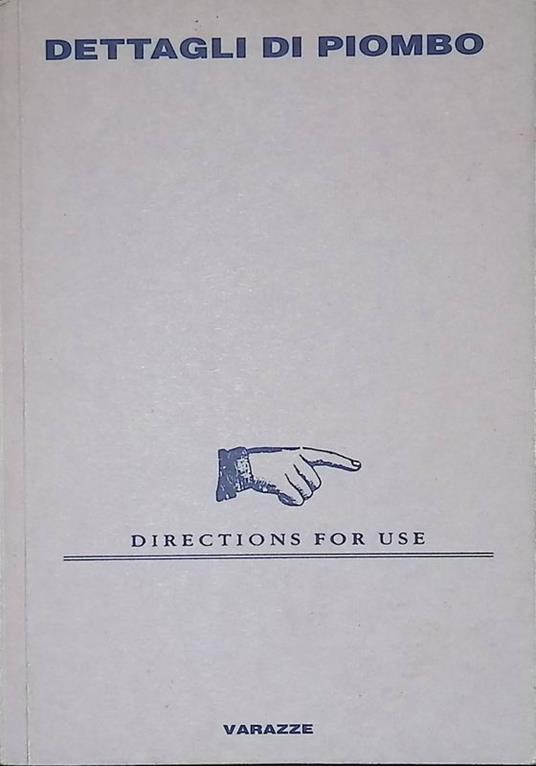 DETTAGLI DI PIOMBO
DIRECTIONS FOR USE
VARAZZE